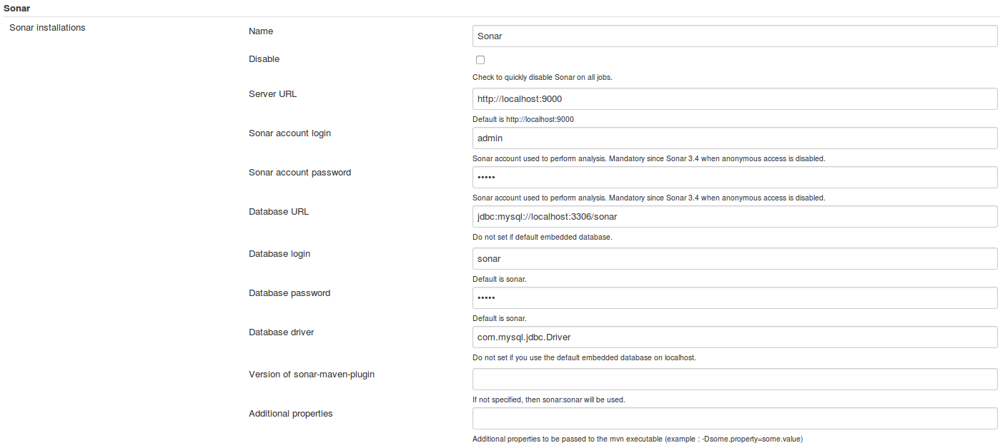 Sonar
Sonar installations
Name
Sonar
Disable
Check to quickly disable Sonar on all jobs.
Server URL
http://localhost:9000
Default is http://localhost:9000
Sonar account login
admin
Sonar account used to perform analysis. Mandatory since Sonar 3.4 when anonymous access is disabled.
Sonar account password
•••••
Sonar account used to perform analysis. Mandatory since Sonar 3.4 when anonymous access is disabled.
Database URL
jdbc:mysql://localhost:3306/sonar
Do not set if default embedded database.
Database login
sonar
Default is sonar.
Database password
•••••
Default is sonar.
Database driver
com.mysql.jdbc.Driver
Do not set if you use the default embedded database on localhost.
Version of sonar-maven-plugin
If not specified, then sonar:sonar will be used.
Additional properties
Additional properties to be passed to the mvn executable (example : -Dsome.property=some.value)